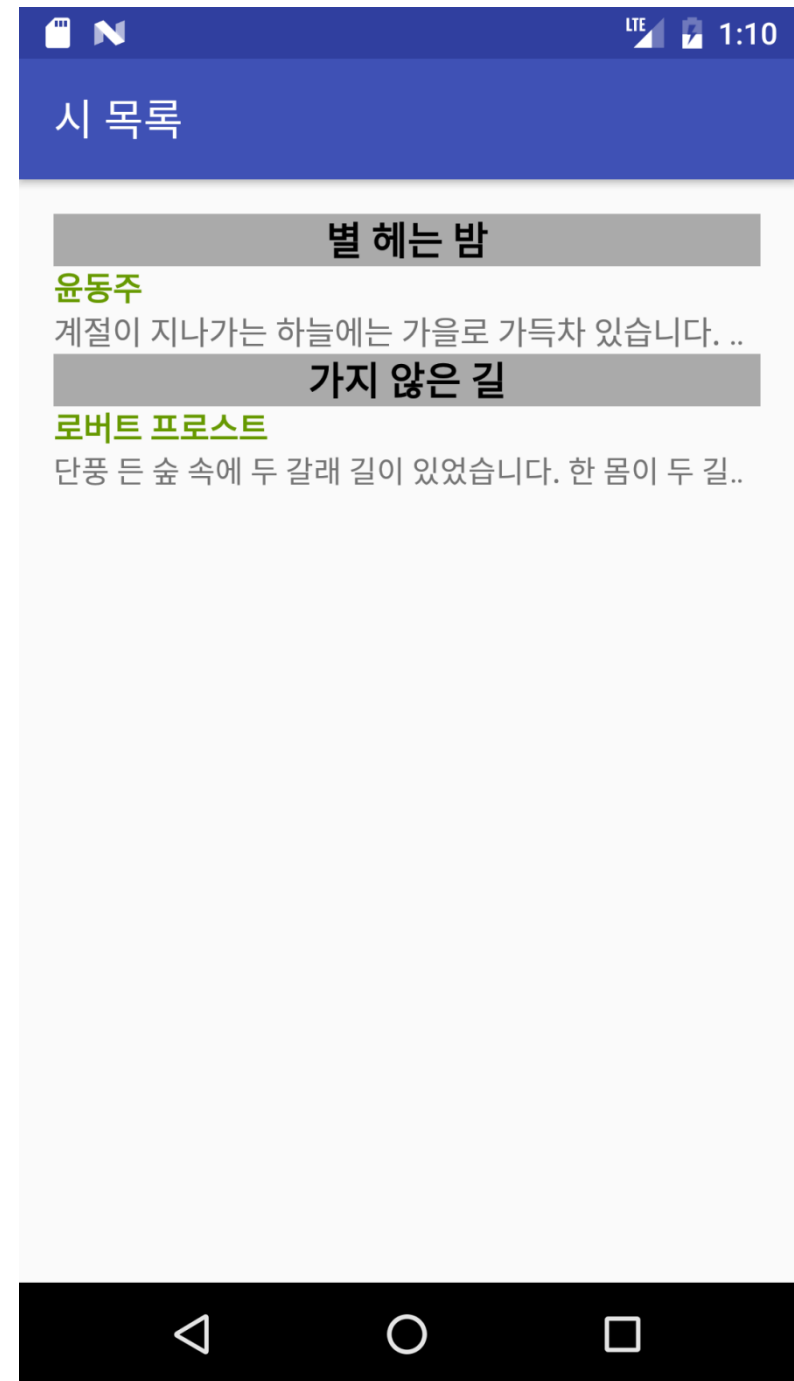 LTE 1:10
시 목록
별 헤는 밤
윤동주
계절이 지나가는 하늘에는 가을로 가득차 있습니다. ..
가지 않은 길
로버트 프로스트
단풍 든 숲 속에 두 갈래 길이 있었습니다. 한 몸이 두 길..